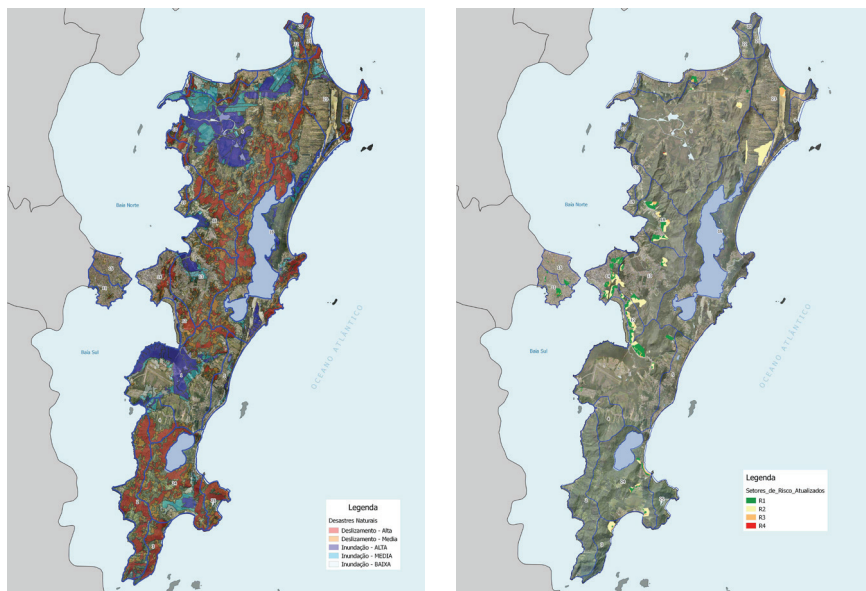 Baía Norte
Baía Sul
OCEANO ATLÂNTICO
Legenda
Desastres Naturais
Deslizamento - Alta
Deslizamento - Media
Inundação - ALTA
Inundação - MEDIA
Inundação - BAIXA
Baía Norte
Baía Sul
OCEANO ATLÂNTICO
Legenda
Setores_de_Risco_Atualizados
R1
R2
R3
R4